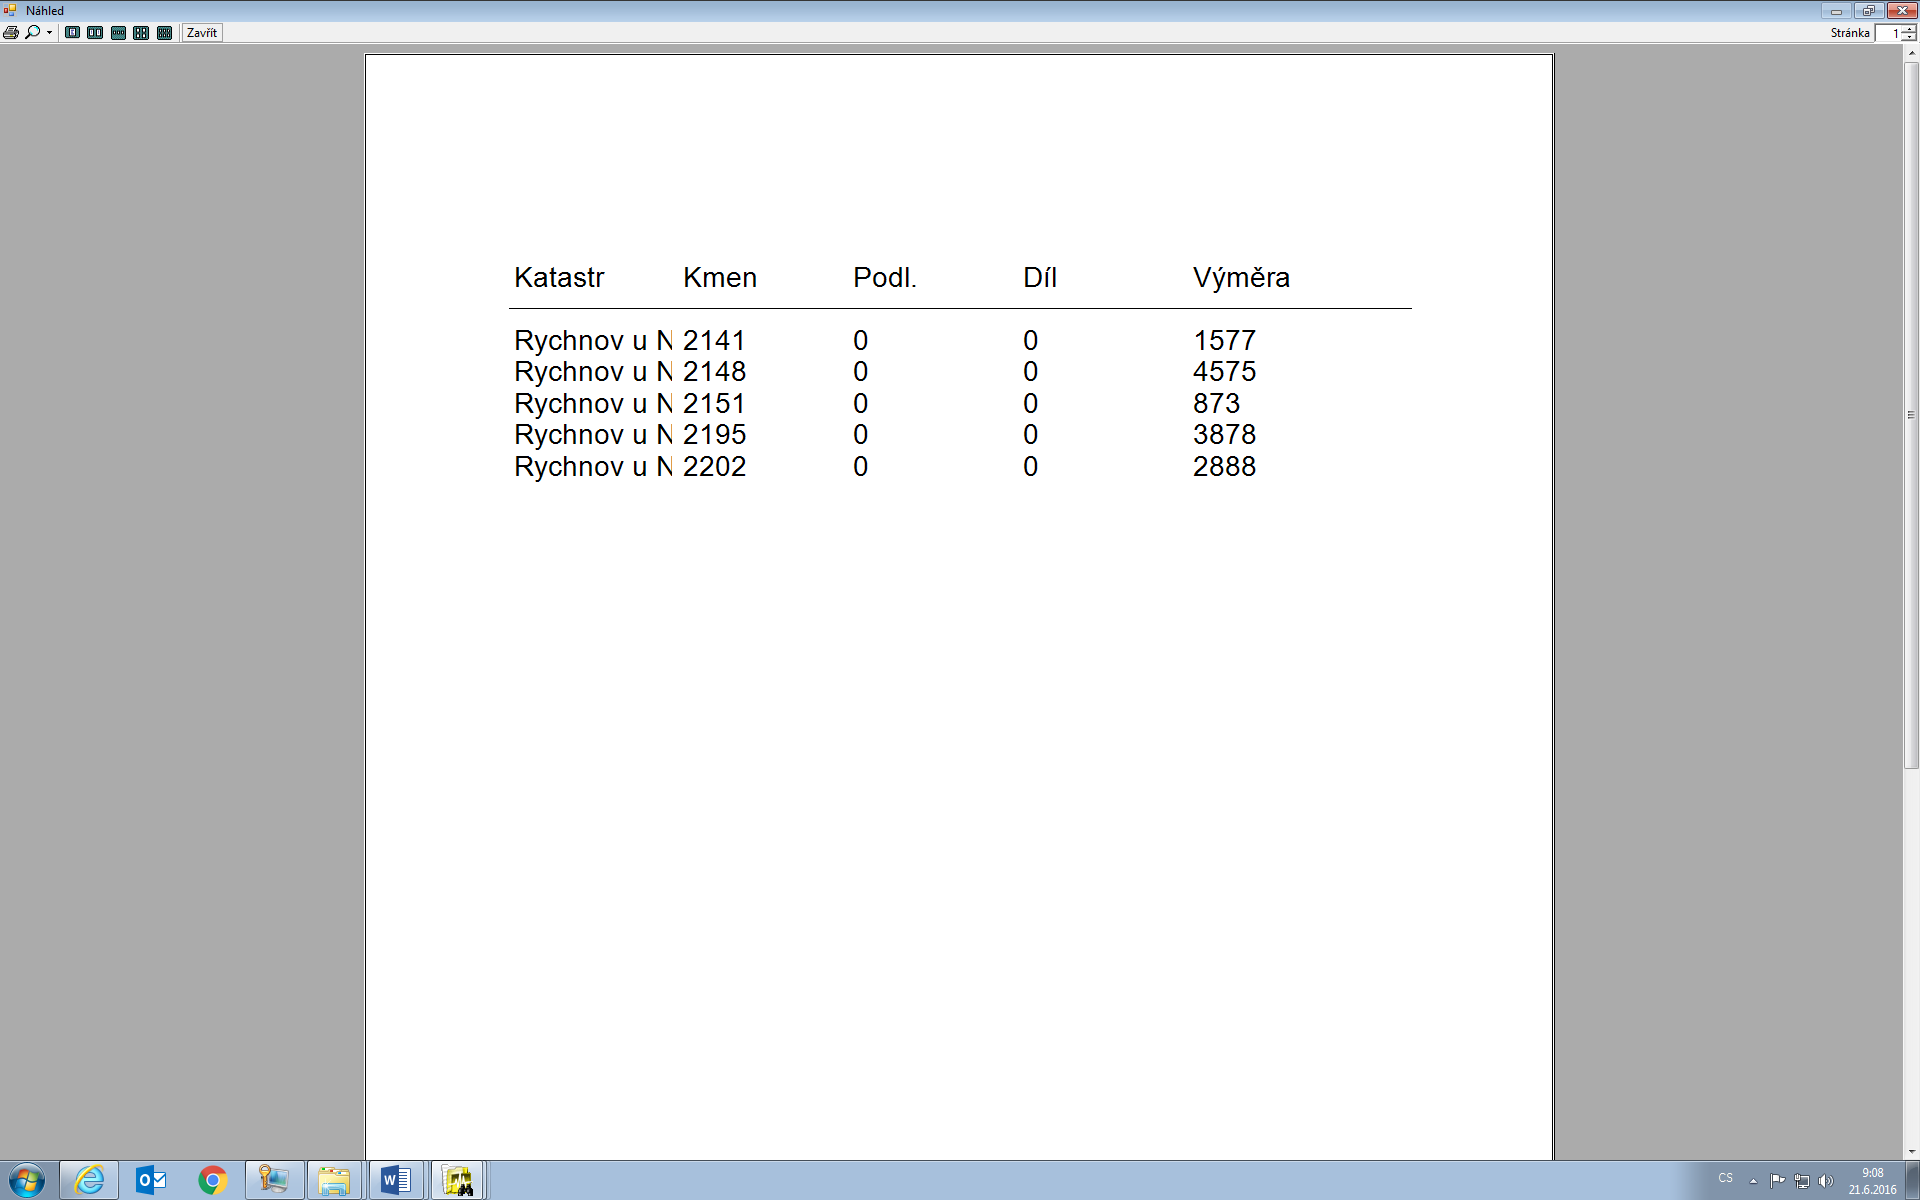 Náhled
Zavřít Stránka 1
Katastr Kmen Podl. Díl Výměra
Rychnov u N 2141 0 0 1577
Rychnov u N 2148 0 0 4575
Rychnov u N 2151 0 0 873
Rychnov u N 2195 0 0 3878
Rychnov u N 2202 0 0 2888
CS 9:08
21.6.2016